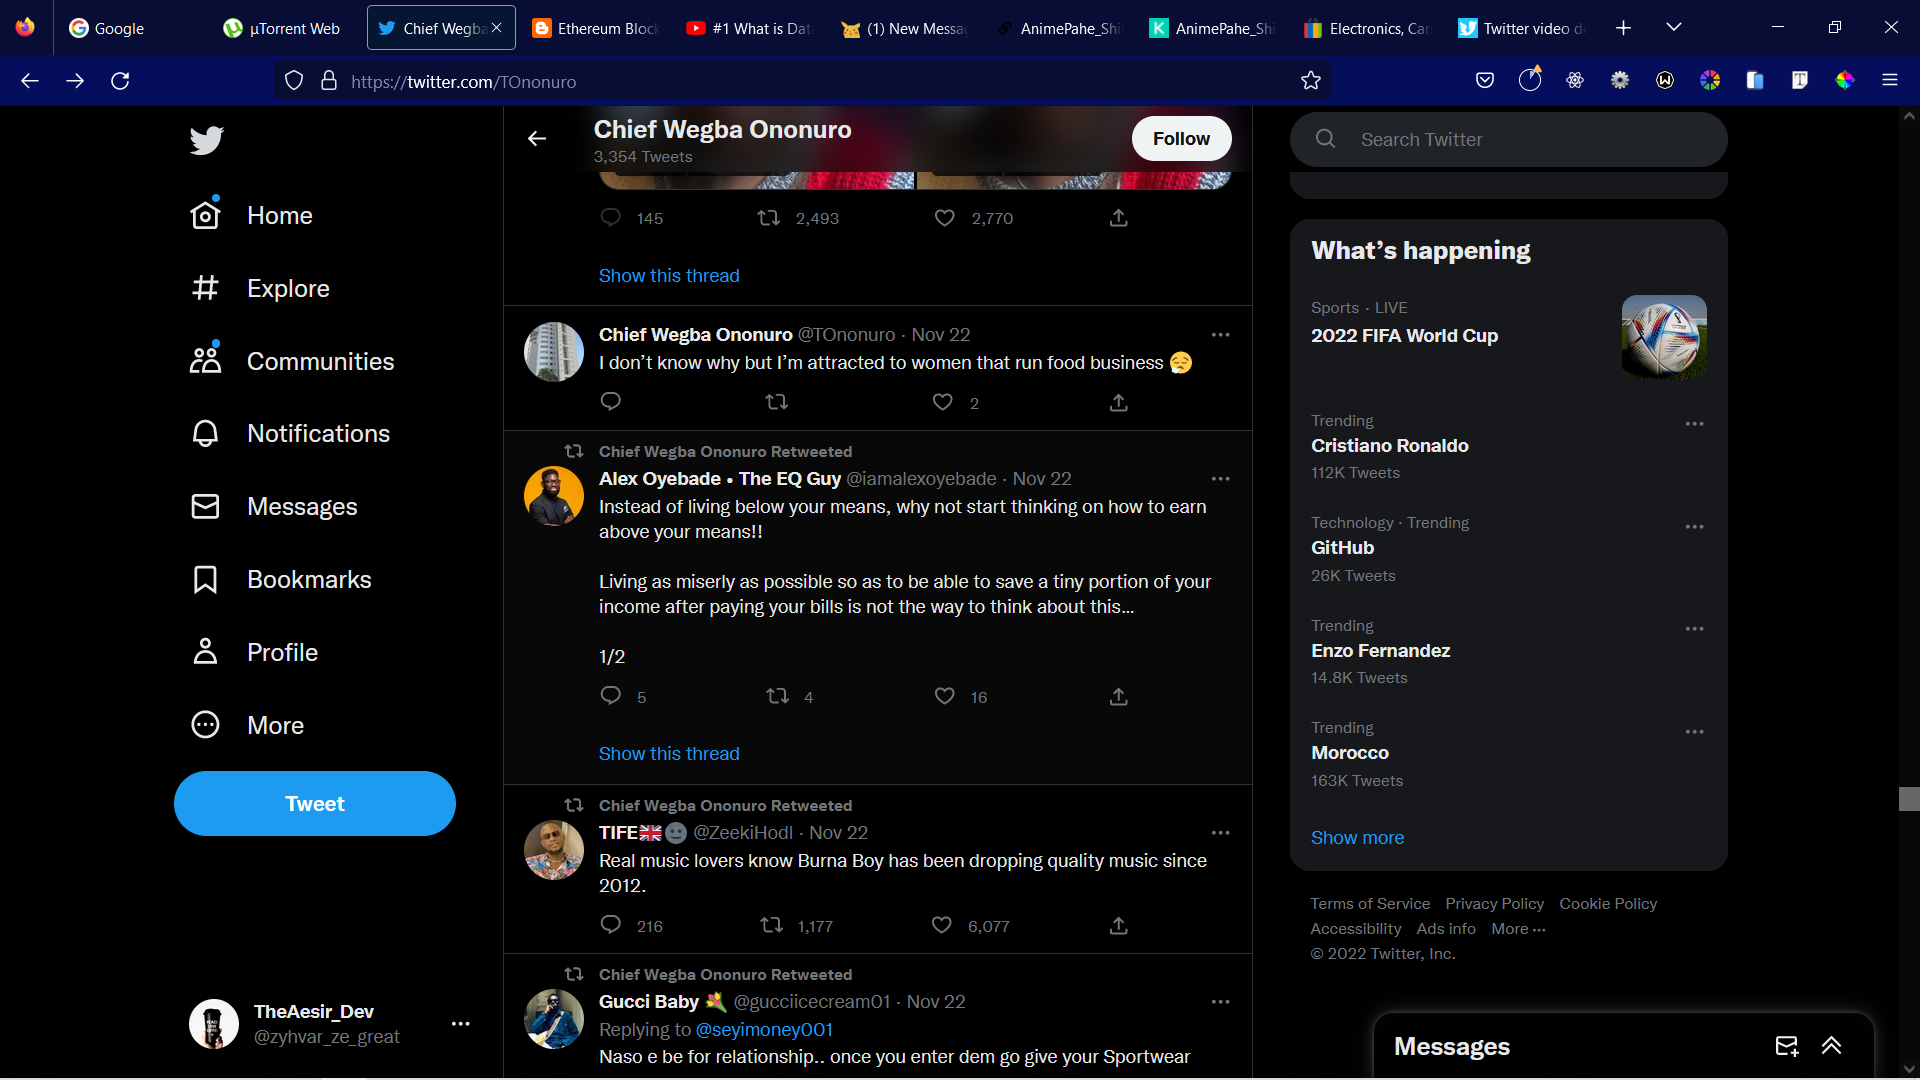 Google
µTorrent Web
Chief Wegba
Ethereum Block
#1 What is Data
(1) New Messag
AnimePahe_Shi
AnimePahe_Shi
Electronics, Car
Twitter video do
https://twitter.com/TOnonuro
Home
Explore
Communities
Notifications
Messages
Bookmarks
Profile
More
Tweet
TheAesir_Dev
@zyhvar_ze_great
Chief Wegba Ononuro
3,354 Tweets
Follow
145 2,493 2,770
Show this thread
Chief Wegba Ononuro @TOnonuro · Nov 22
I don’t know why but I’m attracted to women that run food business 😮‍💨
2
Chief Wegba Ononuro Retweeted
Alex Oyebade • The EQ Guy @iamalexoyebade · Nov 22
Instead of living below your means, why not start thinking on how to earn
above your means!!
Living as miserly as possible so as to be able to save a tiny portion of your
income after paying your bills is not the way to think about this...
1/2
5 4 16
Show this thread
Chief Wegba Ononuro Retweeted
TIFE🇬🇧🌚 @ZeekiHodl · Nov 22
Real music lovers know Burna Boy has been dropping quality music since
2012.
216 1,177 6,077
Chief Wegba Ononuro Retweeted
Gucci Baby 🌷 @gucciicecream01 · Nov 22
Replying to @seyimoney001
Naso e be for relationship.. once you enter dem go give your Sportwear
Search Twitter
What’s happening
Sports · LIVE
2022 FIFA World Cup
Trending
Cristiano Ronaldo
112K Tweets
Technology · Trending
GitHub
26K Tweets
Trending
Enzo Fernandez
14.8K Tweets
Trending
Morocco
163K Tweets
Show more
Terms of Service Privacy Policy Cookie Policy
Accessibility Ads info More ···
© 2022 Twitter, Inc.
Messages